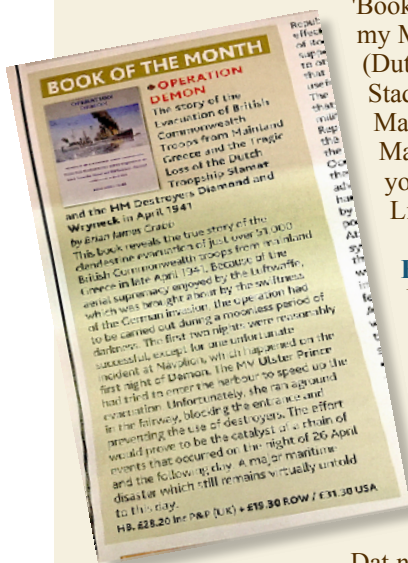 BOOK OF THE MONTH
OPERATION
DEMON
The story of the
Evacuation of British
Commonwealth
Troops from Mainland
Greece and the Tragic
Loss of the Dutch
Troopship Slamat
and the HM Destroyers Diamond and
Wryneck in April 1941
by Brian James Crabb
This book reveals the true story of the
clandestine evacuation of just over 51,000
British Commonwealth troops from mainland
Greece in late April 1941. Because of the
aerial supremacy enjoyed by the Luftwaffe,
which was brought about by the swiftness
of the German invasion, the operation had
to be carried out during a moonless period of
darkness. The first two nights were reasonably
successful, except for one unfortunate
incident at Navplion, which happened on the
first night of Demon. The MV Ulster Prince
had tried to enter the harbour to speed up the
evacuation. Unfortunately, she ran aground
in the fairway, blocking the entrance and
preventing the use of destroyers. The effort
would prove to be the catalyst of a chain of
events that occurred on the night of 26 April
and the following day. A major maritime
disaster which still remains virtually untold
to this day.
HB, £28.20 inc P&P (UK) • £19.30 ROW / £31.30 USA
'Book
my M
(Dut
Stad
Ma
Ma
yo
L
Dat